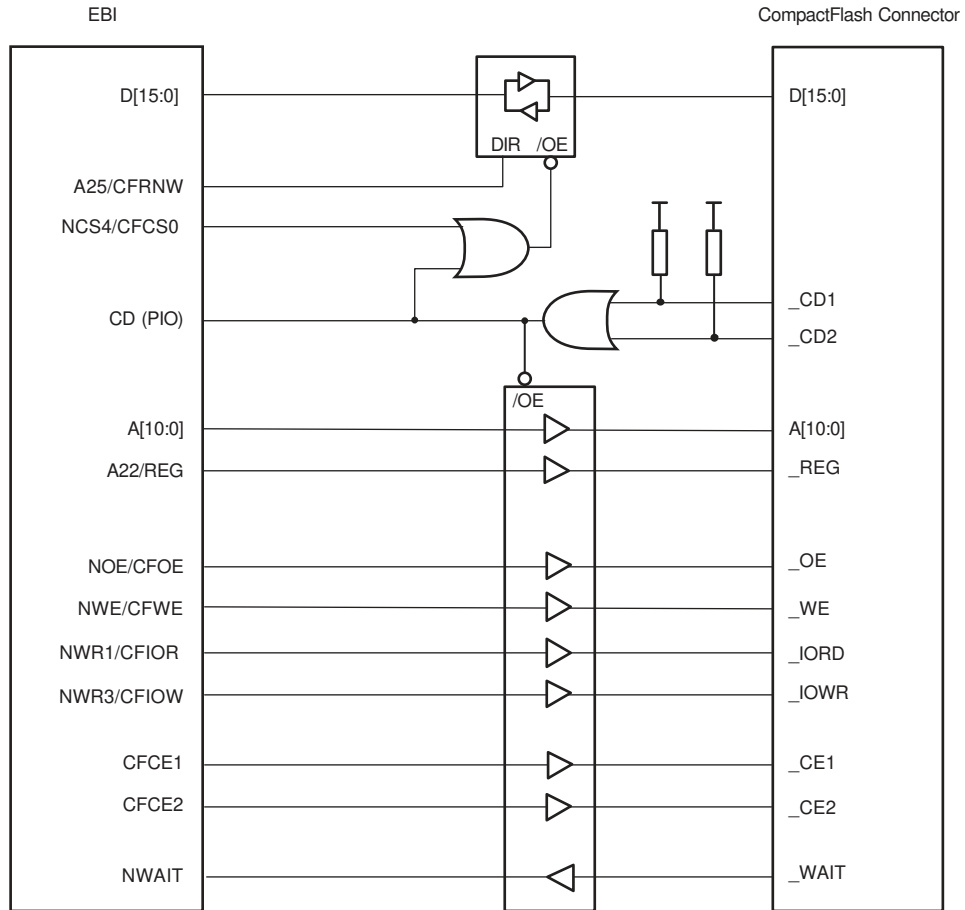 EBI CompactFlash Connector
D[15:0] D[15:0]
DIR /OE
A25/CFRNW
NCS4/CFCS0
_CD1
CD (PIO)
_CD2
/OE
A[10:0] A[10:0]
A22/REG _REG
NOE/CFOE _OE
NWE/CFWE _WE
NWR1/CFIOR _IORD
NWR3/CFIOW _IOWR
CFCE1 _CE1
CFCE2 _CE2
NWAIT _WAIT